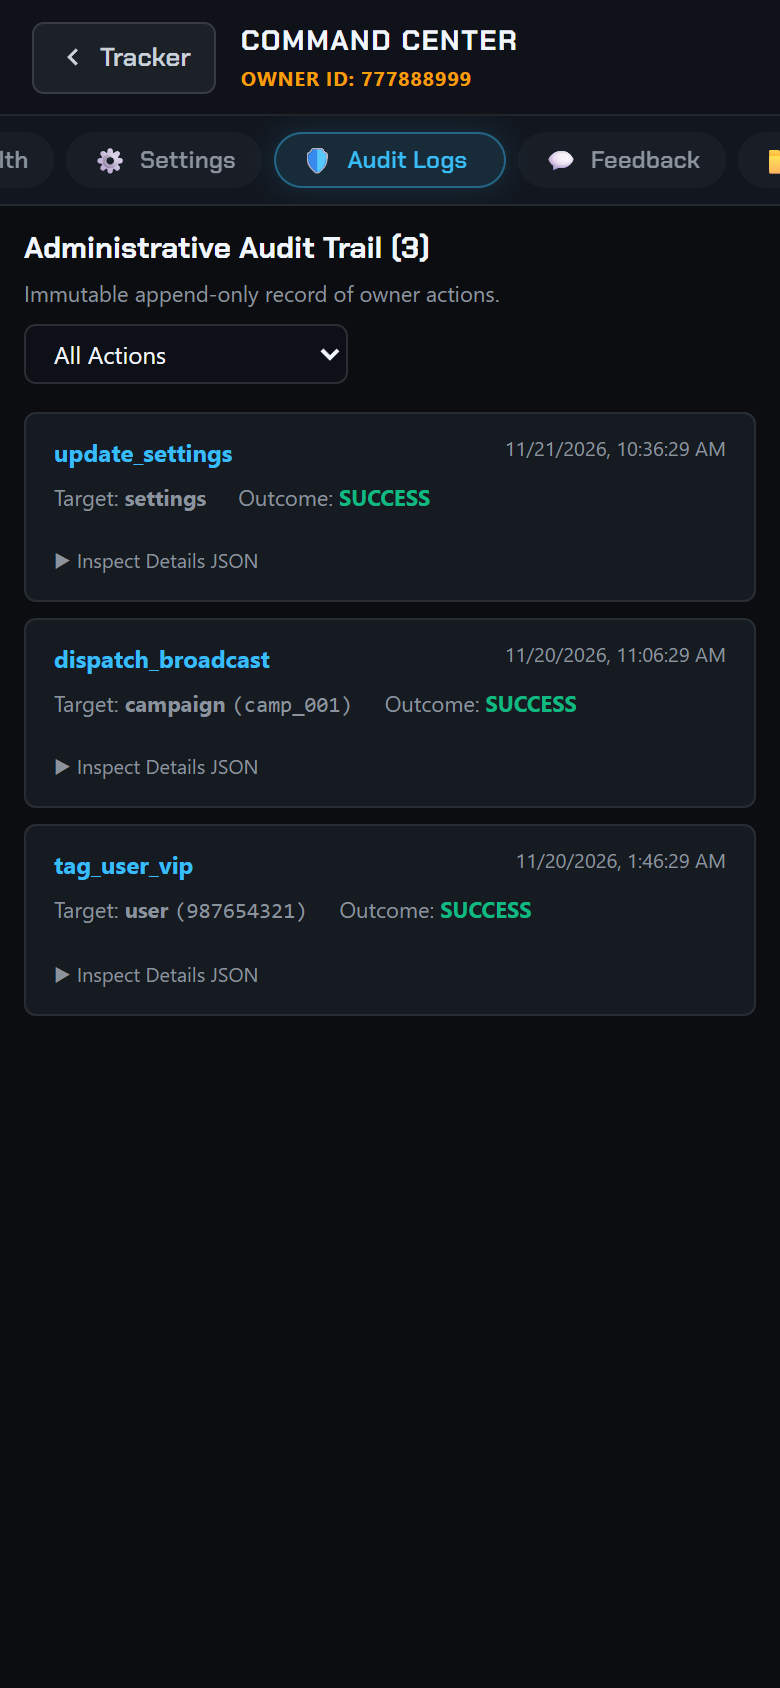 Tracker
COMMAND CENTER
OWNER ID: 777888999
lth
Settings
Audit Logs
Feedback
Administrative Audit Trail (3)
Immutable append-only record of owner actions.
All Actions
update_settings
11/21/2026, 10:36:29 AM
Target: settings Outcome: SUCCESS
▶ Inspect Details JSON
dispatch_broadcast
11/20/2026, 11:06:29 AM
Target: campaign (camp_001) Outcome: SUCCESS
▶ Inspect Details JSON
tag_user_vip
11/20/2026, 1:46:29 AM
Target: user (987654321) Outcome: SUCCESS
▶ Inspect Details JSON